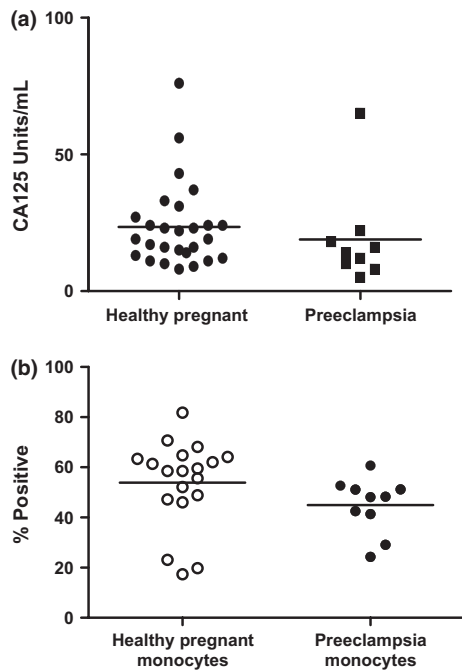 (a)
CA125 Units/mL
100
50
0
Healthy pregnant
Preeclampsia
(b)
% Positive
100
80
60
40
20
0
Healthy pregnant
monocytes
Preeclampsia
monocytes